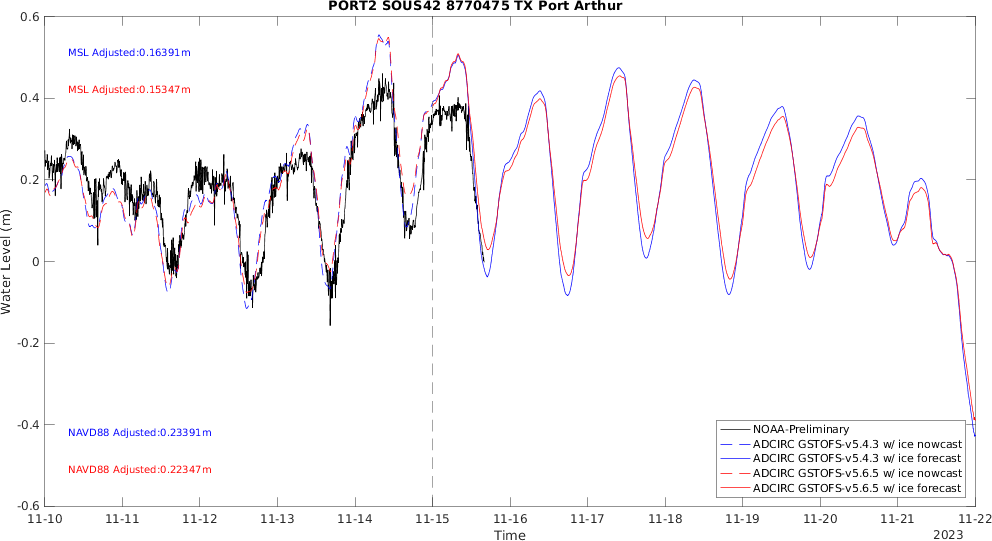 PORT2 SOUS42 8770475 TX Port Arthur
0.6
MSL Adjusted:0.16391m
MSL Adjusted:0.15347m
0.4
0.2
0
Water Level (m)
-0.2
-0.4
NAVD88 Adjusted:0.23391m
NAVD88 Adjusted:0.22347m
-0.6
NOAA-Preliminary
ADCIRC GSTOFS-v5.4.3 w/ ice nowcast
ADCIRC GSTOFS-v5.4.3 w/ ice forecast
ADCIRC GSTOFS-v5.6.5 w/ ice nowcast
ADCIRC GSTOFS-v5.6.5 w/ ice forecast
11-10 11-11 11-12 11-13 11-14 11-15 11-16 11-17 11-18 11-19 11-20 11-21 11-22
Time
2023